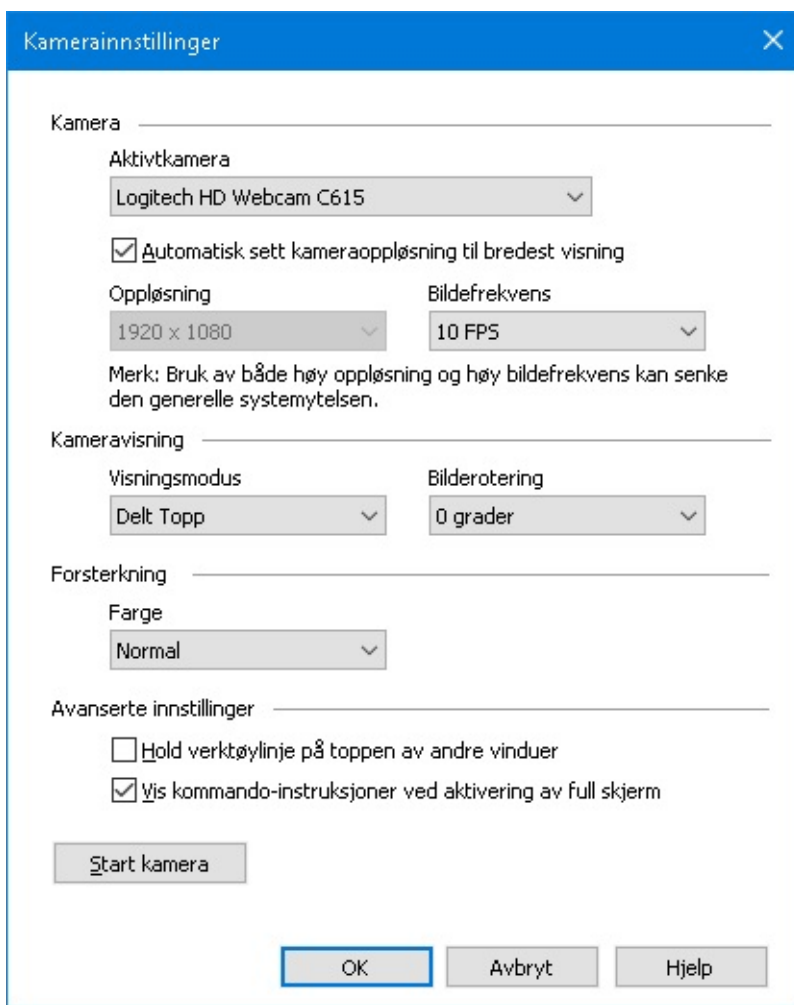 Kamerainnstillinger
Kamera
Aktivtkamera
Logitech HD Webcam C615
Automatisk sett kameraoppløsning til bredest visning
Oppløsning Bildefrekvens
1920 x 1080 10 FPS
Merk: Bruk av både høy oppløsning og høy bildefrekvens kan senke
den generelle systemytelsen.
Kameravisning
Visningsmodus Bilderotering
Delt Topp 0 grader
Forsterkning
Farge
Normal
Avanserte innstillinger
Hold verktøylinje på toppen av andre vinduer
Vis kommando-instruksjoner ved aktivering av full skjerm
Start kamera
OK Avbryt Hjelp